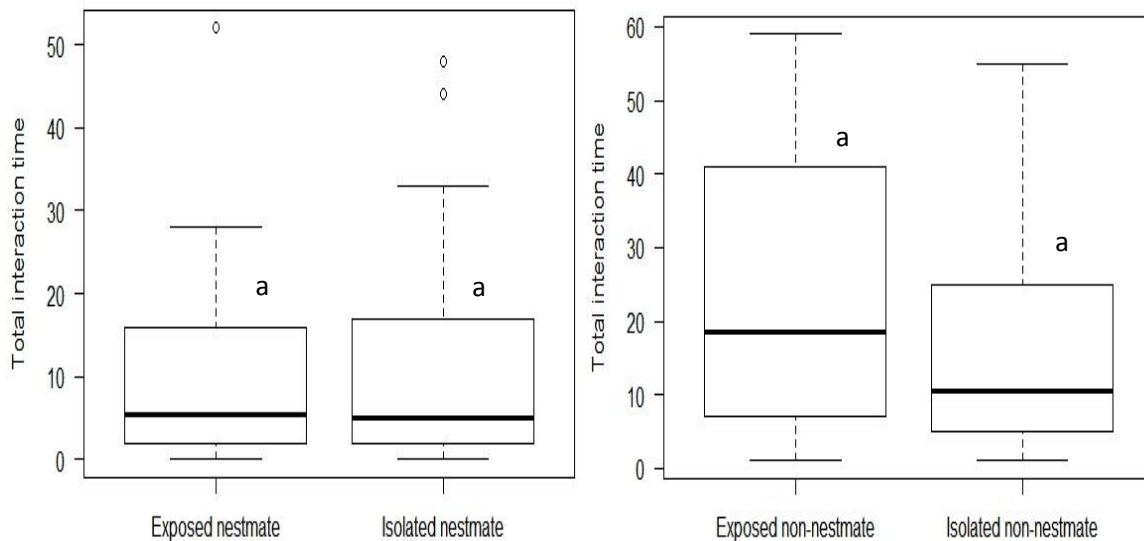 Total interaction time
50
40
30
20
10
0
a
a
Exposed nestmate
Isolated nestmate
Total interaction time
60
50
40
30
20
10
0
a
a
Exposed non-nestmate
Isolated non-nestmate